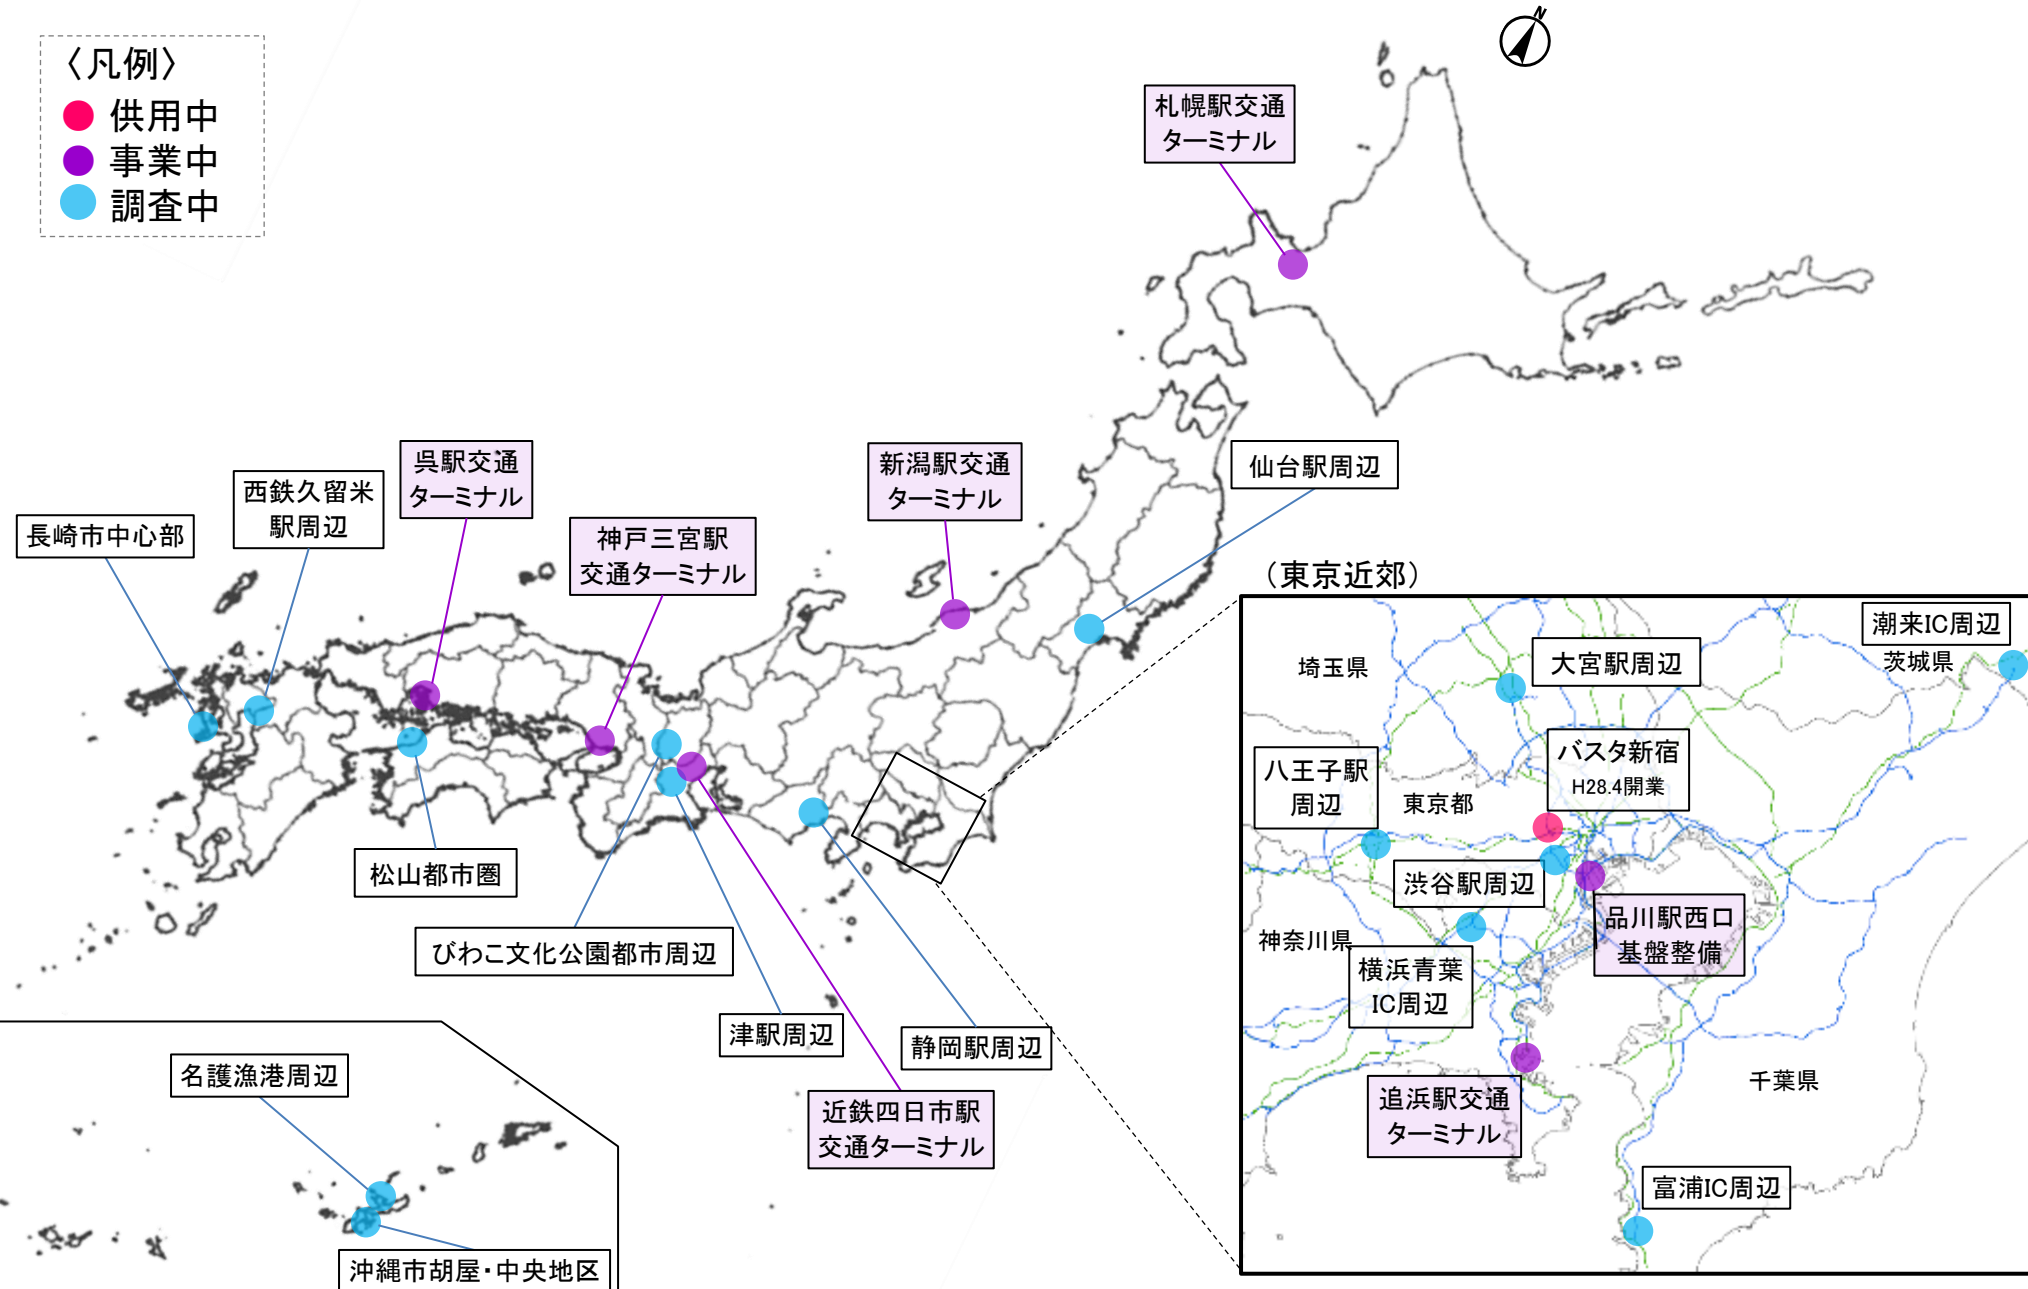 〈凡例〉
供用中
事業中
調査中
N
札幌駅交通
ターミナル
呉駅交通
ターミナル
新潟駅交通
ターミナル
仙台駅周辺
西鉄久留米
駅周辺
長崎市中心部
神戸三宮駅
交通ターミナル
松山都市圏
びわこ文化公園都市周辺
津駅周辺
静岡駅周辺
近鉄四日市駅
交通ターミナル
名護漁港周辺
沖縄市胡屋・中央地区
（東京近郊）
潮来IC周辺
茨城県
埼玉県
大宮駅周辺
バスタ新宿
H28.4開業
八王子駅
周辺
東京都
渋谷駅周辺
品川駅西口
基盤整備
神奈川県
横浜青葉
IC周辺
追浜駅交通
ターミナル
千葉県
富浦IC周辺